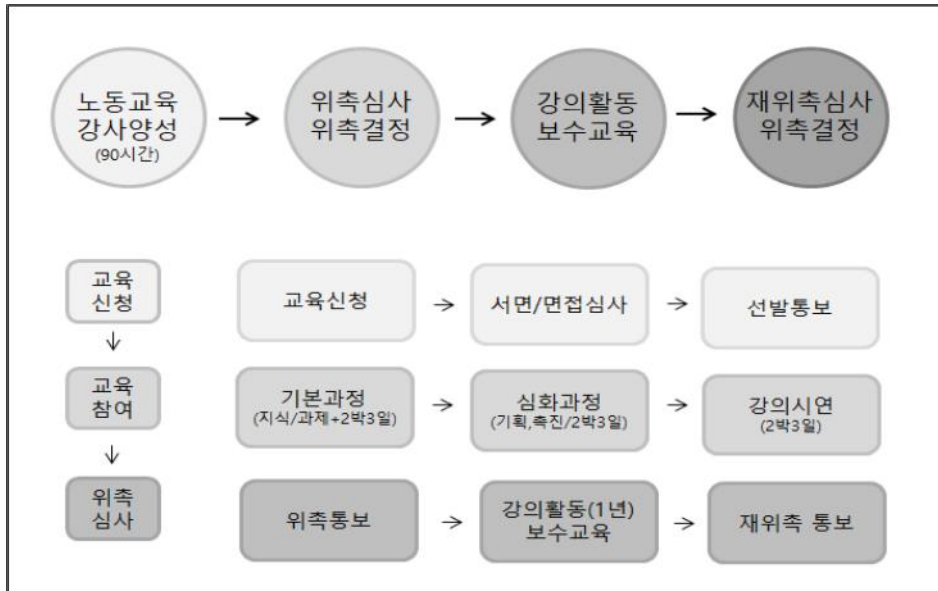 노동교육
강사양성
(90시간)
위촉심사
위촉결정
강의활동
보수교육
재위촉심사
위촉결정
교육
신청
교육신청
서면/면접심사
선발통보
교육
참여
기본과정
(지식/과제+2박3일)
심화과정
(기획,촉진/2박3일)
강의시연
(2박3일)
위촉
심사
위촉통보
강의활동(1년)
보수교육
재위촉 통보